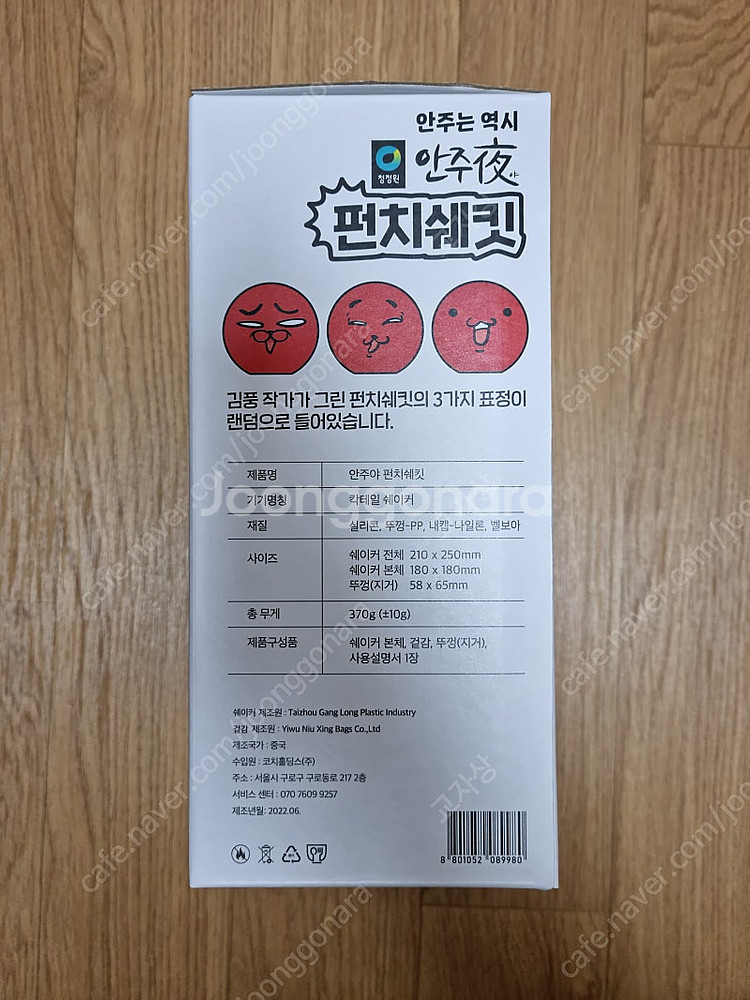 안주는 역시
청정원
안주夜
야
펀치쉐킷
김풍 작가가 그린 펀치쉐킷의 3가지 표정이
랜덤으로 들어있습니다.
제품명 안주야 펀치쉐킷
기기명칭 칵테일 쉐이커
재질 실리콘, 뚜껑-PP, 내캡-나일론, 벨보아
사이즈 쉐이커 전체 210 x 250mm
쉐이커 본체 180 x 180mm
뚜껑(지거) 58 x 65mm
총 무게 370g (±10g)
제품구성품 쉐이커 본체, 겉감, 뚜껑(지거),
사용설명서 1장
쉐이커 제조원 : Taizhou Gang Long Plastic Industry
겉감 제조원 : Yiwu Niu Xing Bags Co.,Ltd
제조국가 : 중국
수입원 : 코치홀딩스(주)
주소 : 서울시 구로구 구로동로 217 2층
서비스 센터 : 070 7609 9257
제조년월: 2022.06.
8 801052 089980
Joonggonara
cafe.naver.com/joonggonara
고자상